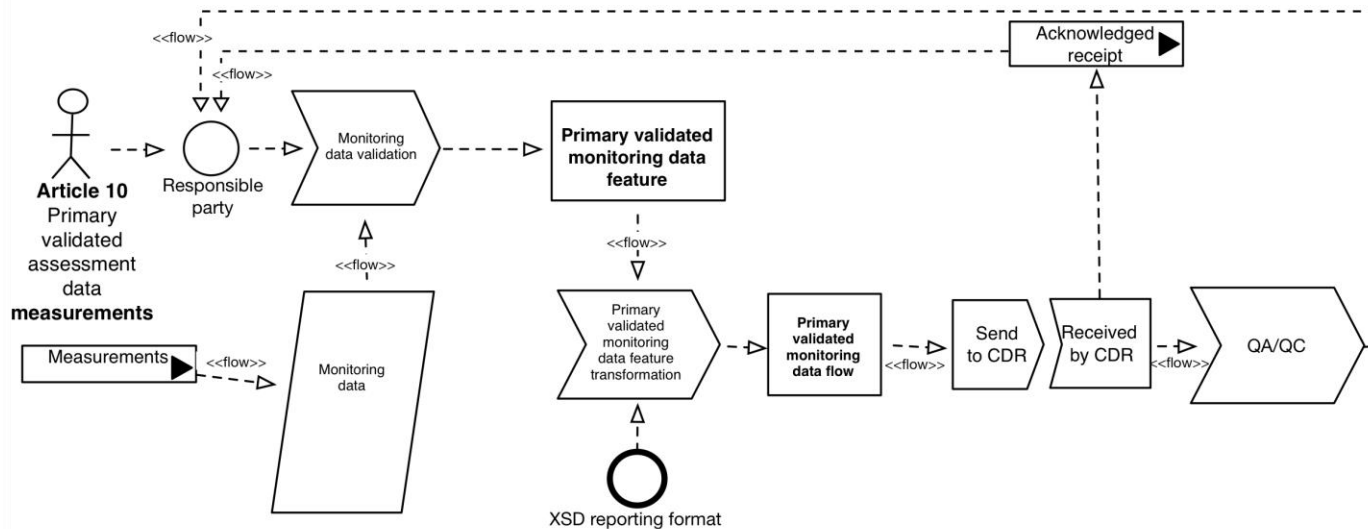 <<flow>>
<<flow>>
Acknowledged
receipt
Article 10
Primary
validated
assessment
data
measurements
Responsible
party
Monitoring
data validation
Primary validated
monitoring data
feature
<<flow>>
<<flow>>
Measurements
<<flow>>
Monitoring
data
Primary
validated
monitoring
data feature
transformation
Primary
validated
monitoring
data flow
<<flow>>
Send
to CDR
Received
by CDR
<<flow>>
QA/QC
XSD reporting format